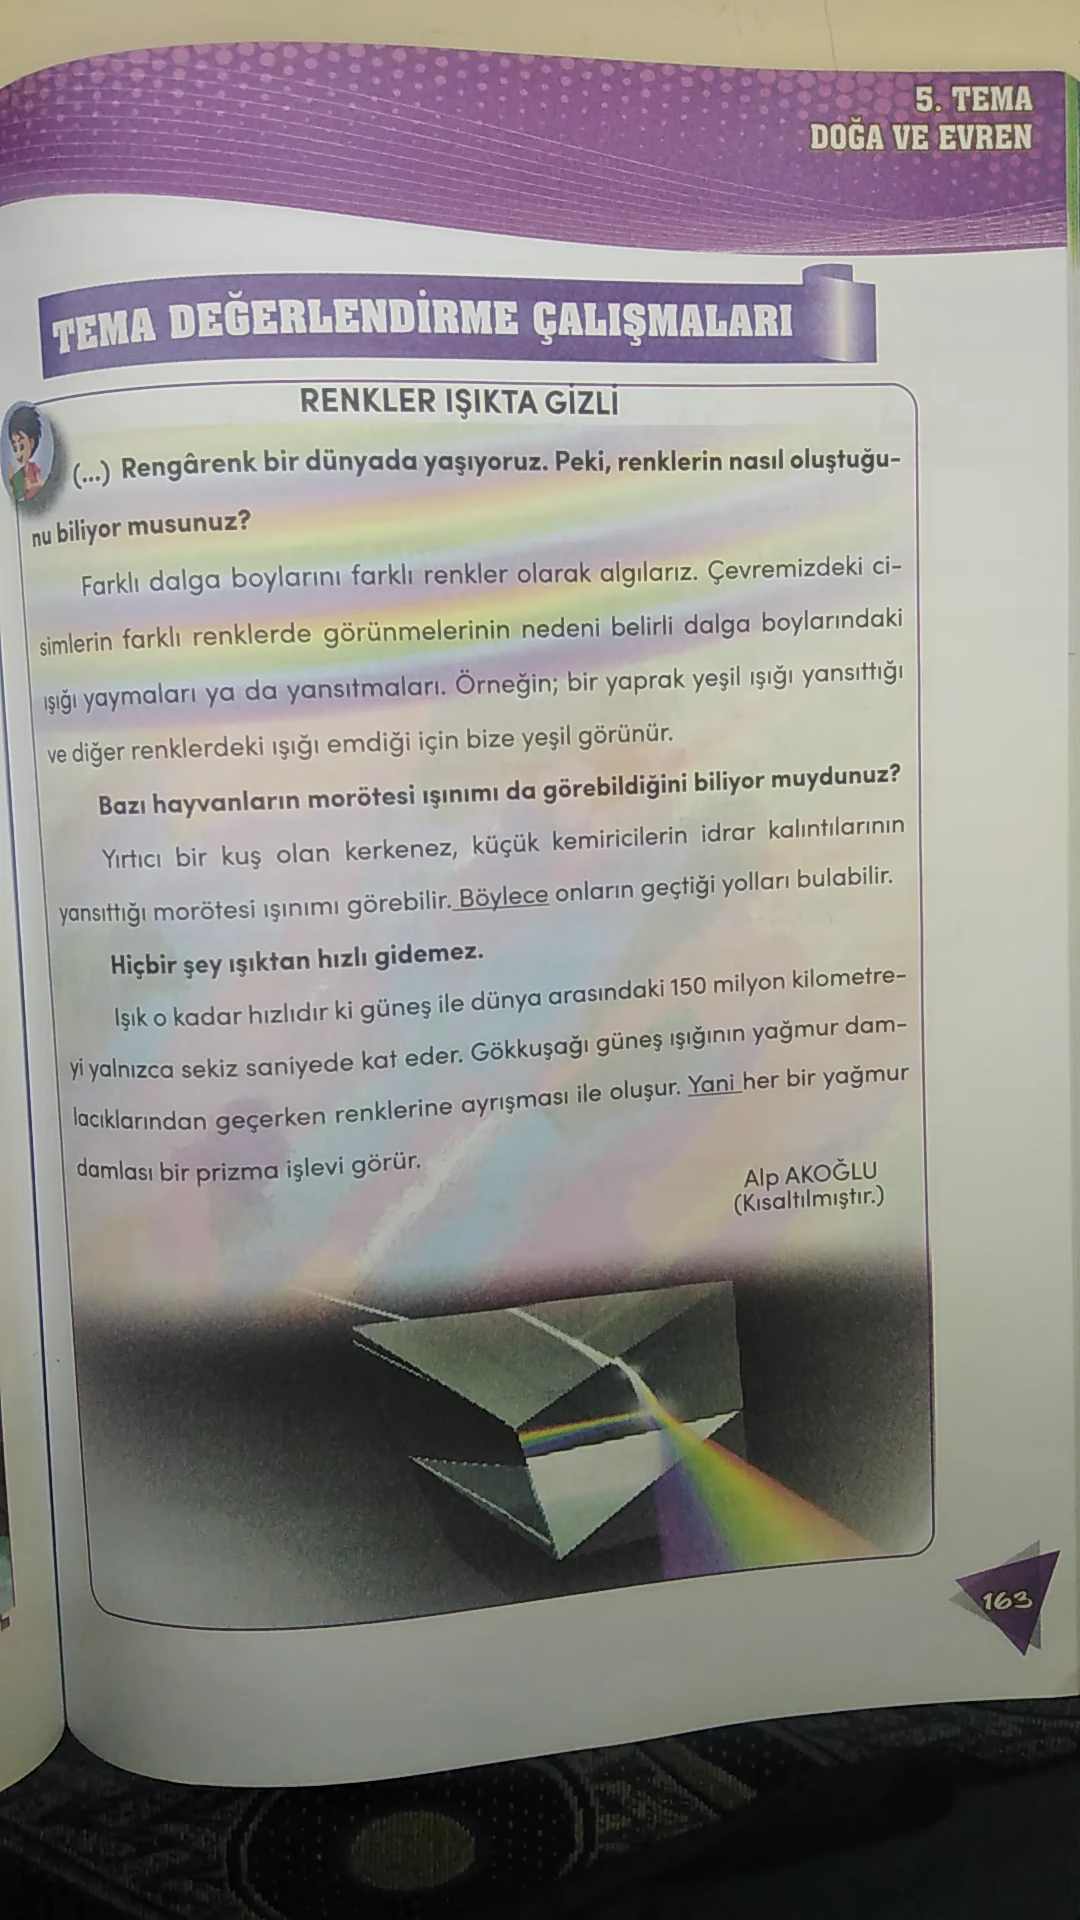 5. TEMA
DOĞA VE EVREN
TEMA DEĞERLENDİRME ÇALIŞMALARI
RENKLER IŞIKTA GİZLİ
(...) Rengârenk bir dünyada yaşıyoruz. Peki, renklerin nasıl oluştuğu-
nu biliyor musunuz?
Farklı dalga boylarını farklı renkler olarak algılarız. Çevremizdeki ci-
simlerin farklı renklerde görünmelerinin nedeni belirli dalga boylarındaki
ışığı yaymaları ya da yansıtmaları. Örneğin; bir yaprak yeşil ışığı yansıttığı
ve diğer renklerdeki ışığı emdiği için bize yeşil görünür.
Bazı hayvanların morötesi ışınımı da görebildiğini biliyor muydunuz?
Yırtıcı bir kuş olan kerkenez, küçük kemiricilerin idrar kalıntılarının
yansıttığı morötesi ışınımı görebilir. Böylece onların geçtiği yolları bulabilir.
Hiçbir şey ışıktan hızlı gidemez.
Işık o kadar hızlıdır ki güneş ile dünya arasındaki 150 milyon kilometre-
yi yalnızca sekiz saniyede kat eder. Gökkuşağı güneş ışığının yağmur dam-
lacıklarından geçerken renklerine ayrışması ile oluşur. Yani her bir yağmur
damlası bir prizma işlevi görür.
Alp AKOĞLU
(Kısaltılmıştır.)
163